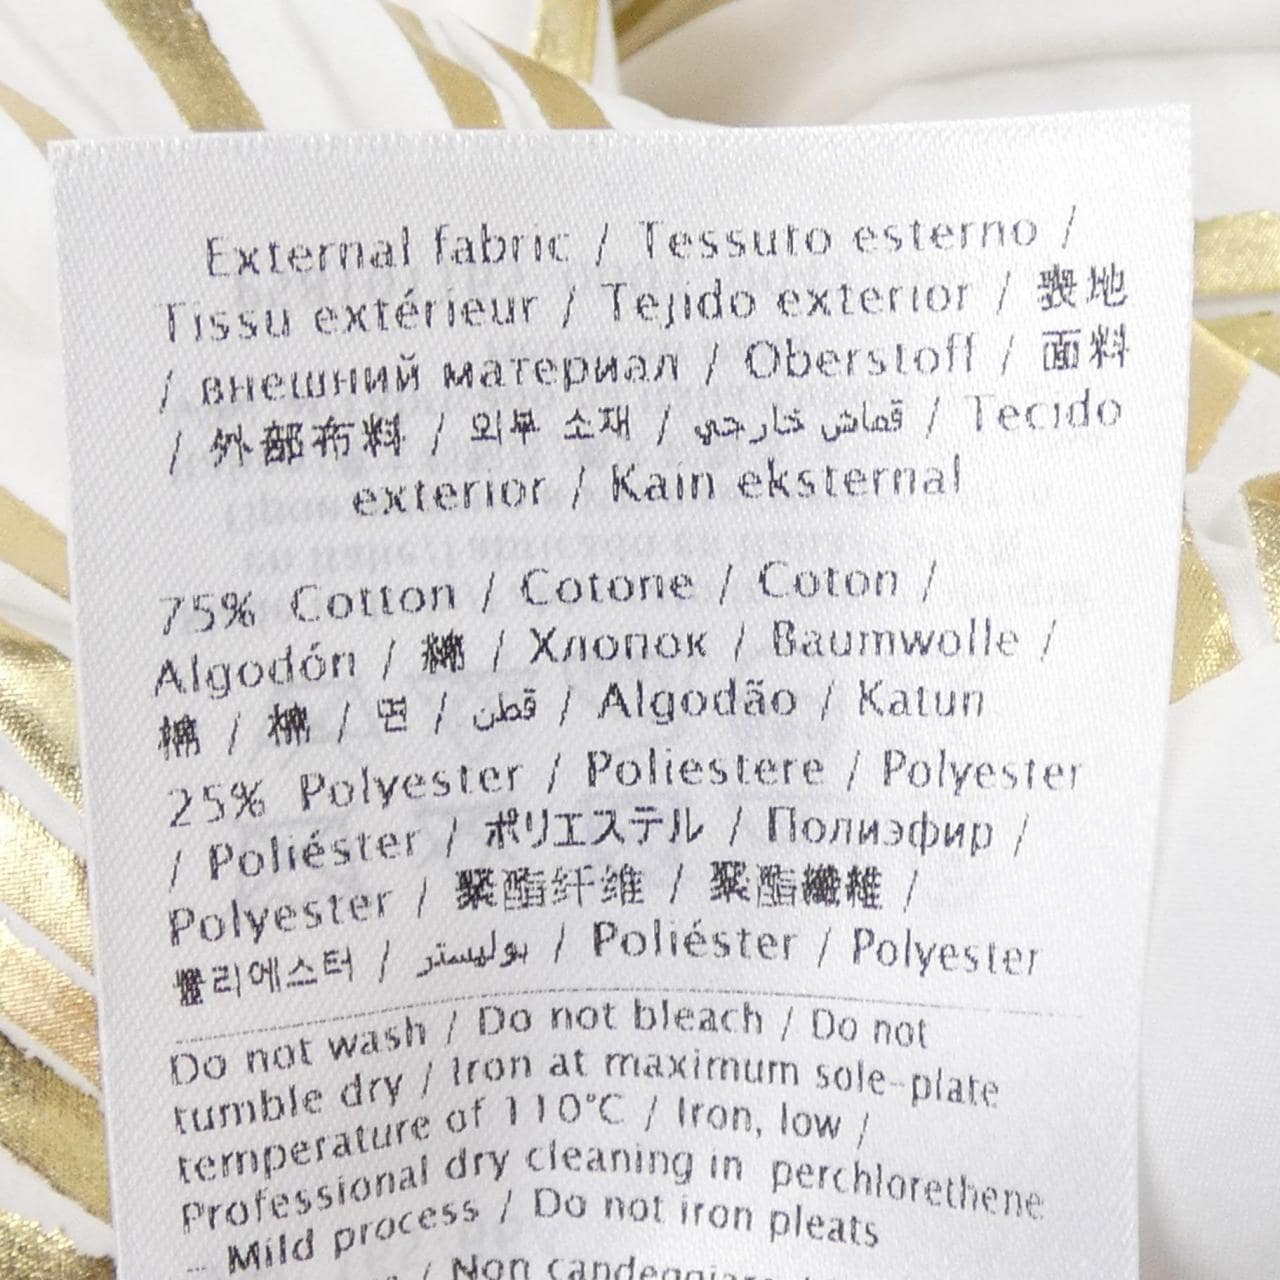 External fabric / Tessuto esterno /
Tissu extérieur / Tejido exterior / 表地
/ внешний материал / Oberstoff / 面料
/ 外部布料 / 외부 소재 / قماش خارجي / Tecido
exterior / Kain eksternal
75% Cotton / Cotone / Coton /
Algodón / 綿 / Хлопок / Baumwolle /
棉 / 棉 / 면 / قطن / Algodão / Katun
25% Polyester / Poliestere / Polyester
/ Poliéster / ポリエステル / Полиэфир /
Polyester / 聚酯纤维 / 聚酯纖維 /
폴리에스터 / بوليستر / Poliéster / Polyester
Do not wash / Do not bleach / Do not
tumble dry / Iron at maximum sole-plate
temperature of 110°C / Iron, low /
Professional dry cleaning in perchlorethene
- Mild process / Do not iron pleats
/ Non candeggiare /